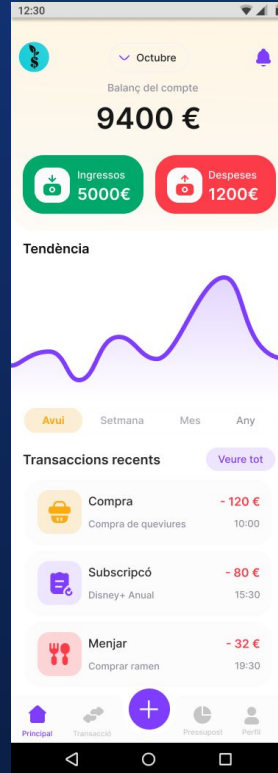 12:30
Octubre
Balanç del compte
9400 €
Ingressos
5000€
Despeses
1200€
Tendència
Avui Setmana Mes Any
Transaccions recents Veure tot
Compra - 120 €
Compra de queviures 10:00
Subscripcó - 80 €
Disney+ Anual 15:30
Menjar - 32 €
Comprar ramen 19:30
Principal Transacció Pressupost Perfil